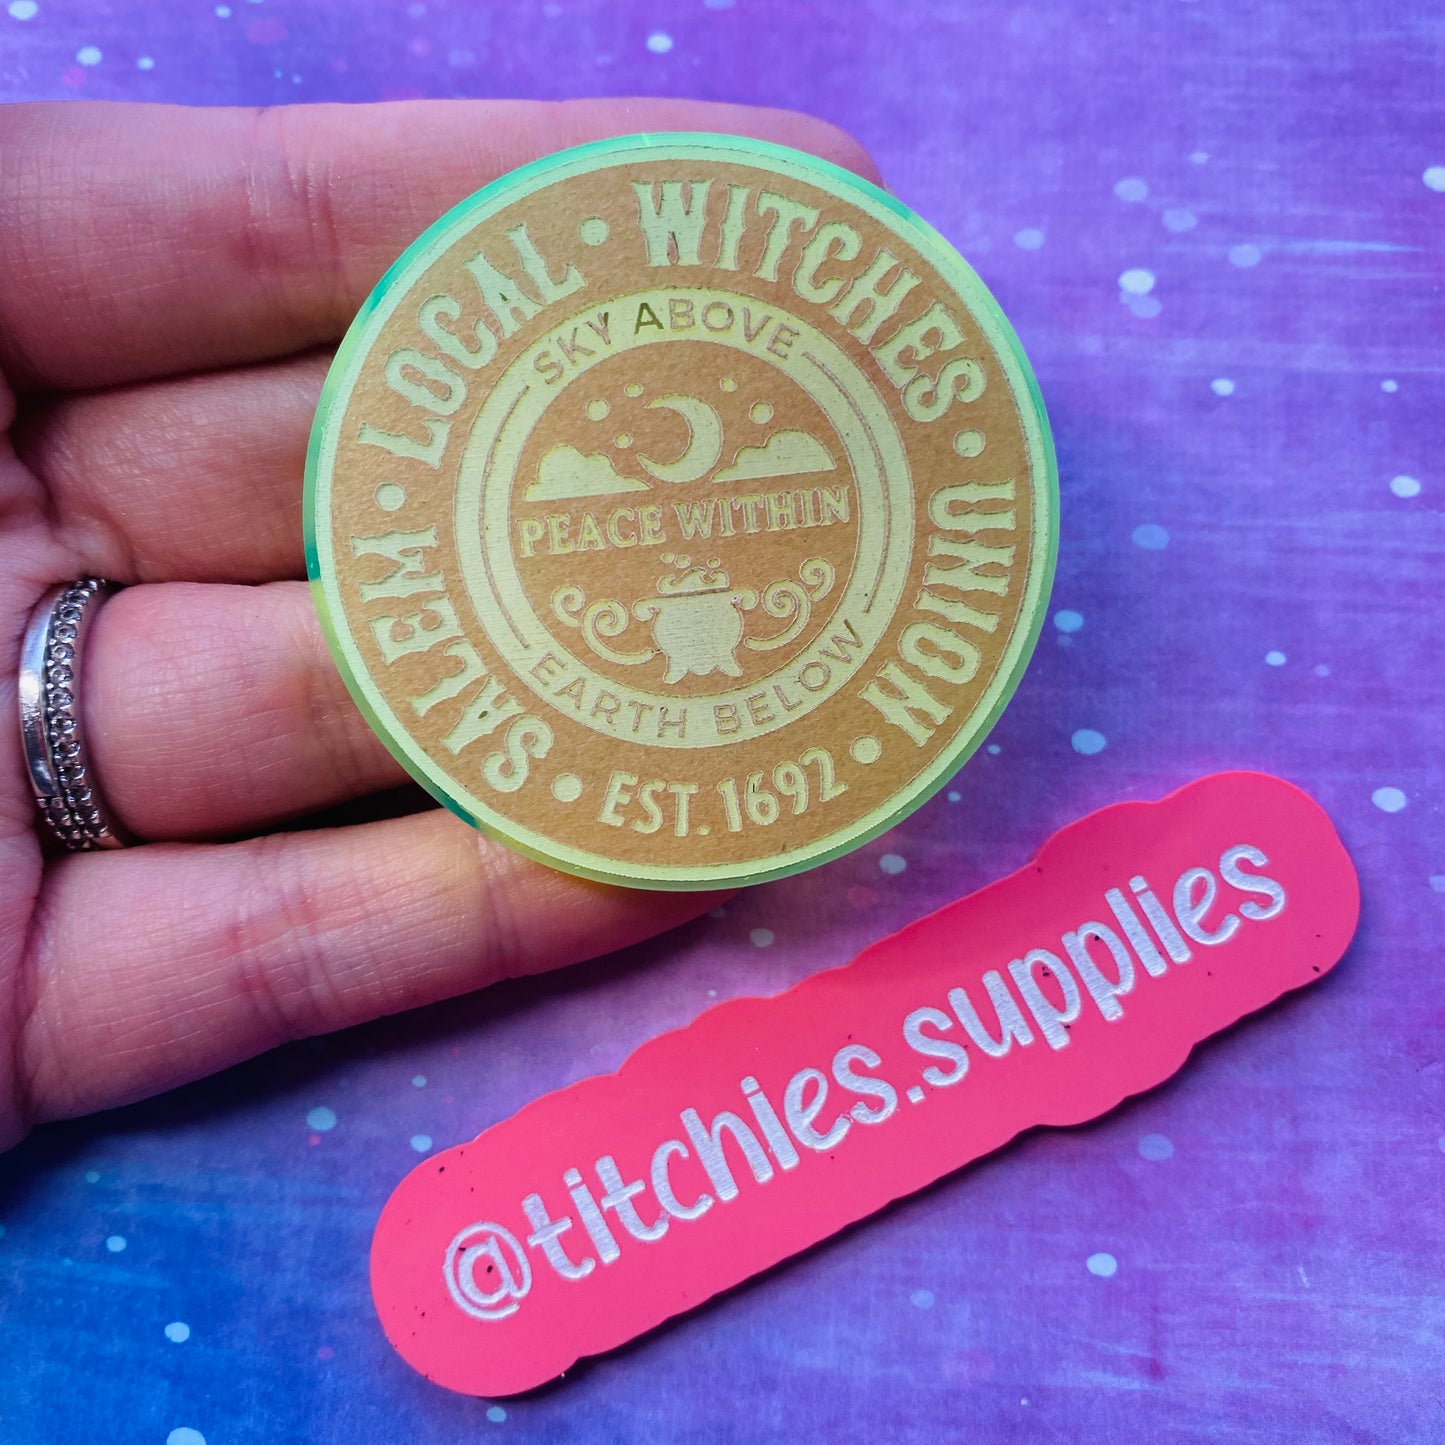 SALEM • LOCAL • WITCHES • UNION •
SKY ABOVE
PEACE WITHIN
EARTH BELOW
EST. 1692
@titchies.supplies